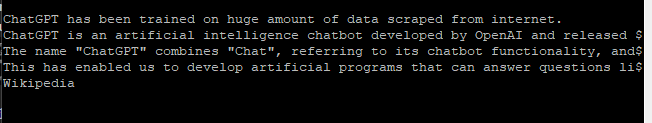 ChatGPT has been trained on huge amount of data scraped from internet.
ChatGPT is an artificial intelligence chatbot developed by OpenAI and released $
The name "ChatGPT" combines "Chat", referring to its chatbot functionality, and$
This has enabled us to develop artificial programs that can answer questions li$
Wikipedia